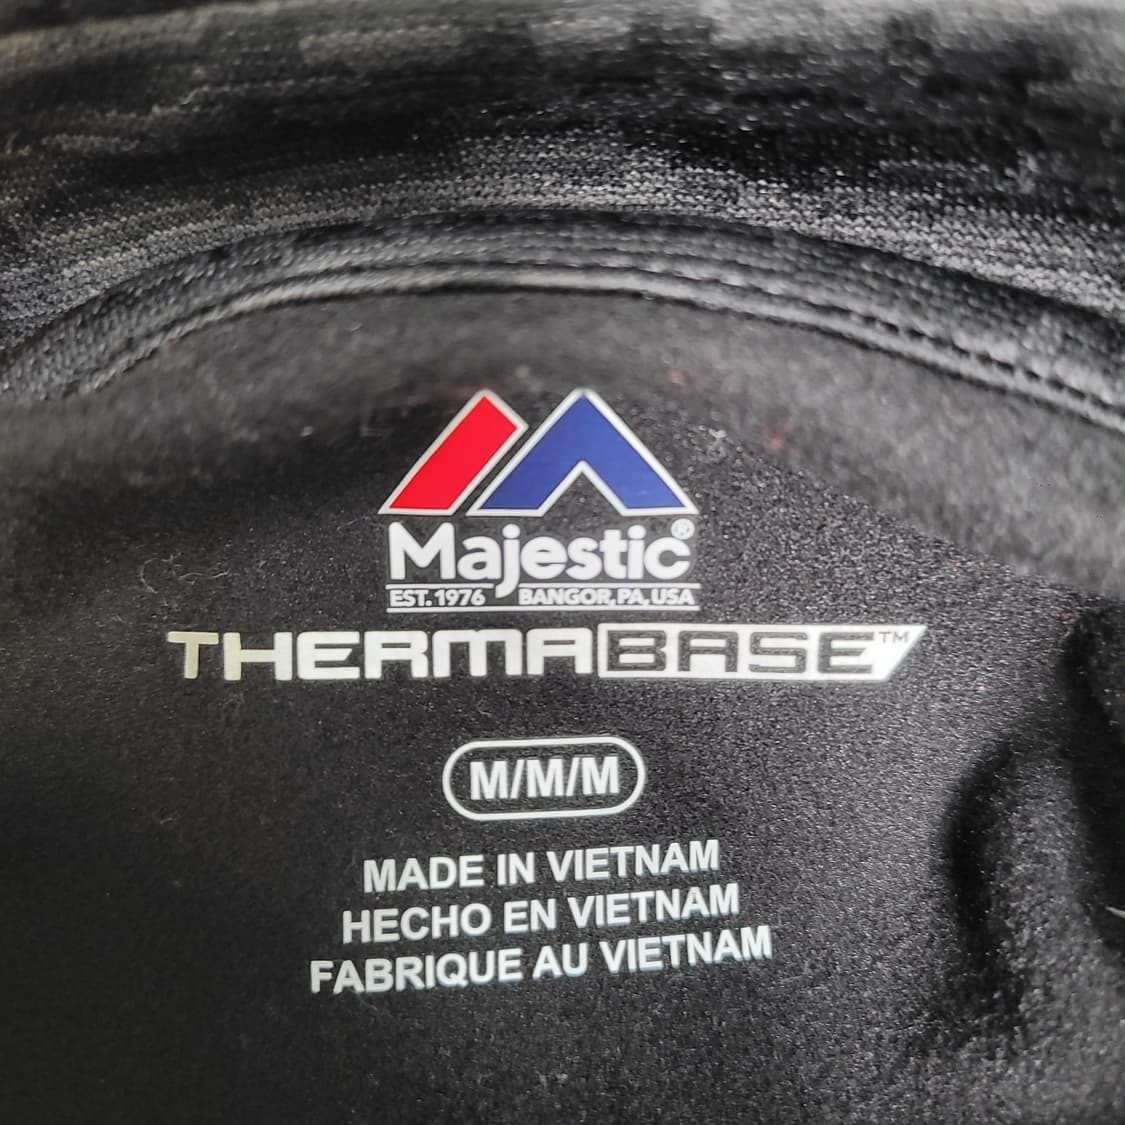 Majestic®
EST. 1976 BANGOR, PA, USA
THERMABASE™
M/M/M
MADE IN VIETNAM
HECHO EN VIETNAM
FABRIQUE AU VIETNAM